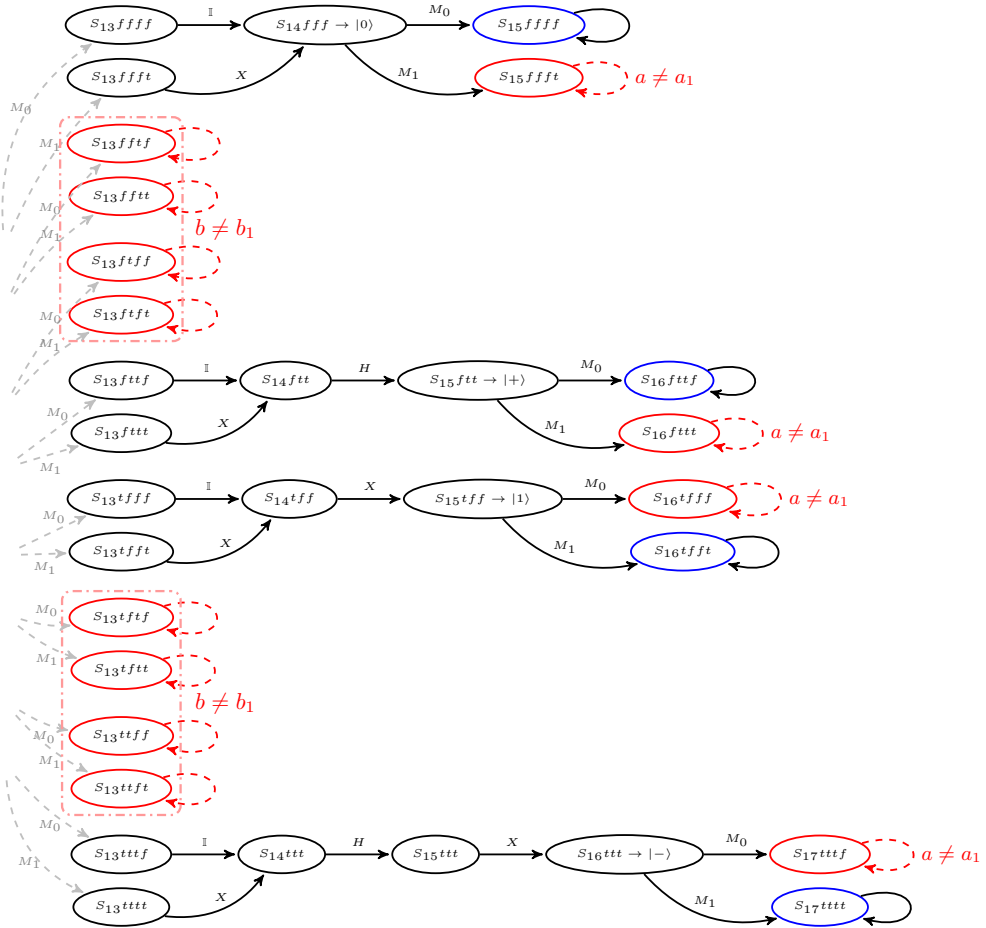 S₁₃ffff 𝕀 S₁₄fff → |0⟩ M₀ S₁₅ffff
S₁₃ffft X M₁ S₁₅ffft a ≠ a₁
M₀
M₁ S₁₃fftf
S₁₃fftt
M₀
M₁ b ≠ b₁
S₁₃ftff
M₀ S₁₃ftft
M₁
S₁₃fttf 𝕀 S₁₄ftt H S₁₅ftt → |+⟩ M₀ S₁₆fttf
M₀
S₁₃fttt X M₁ S₁₆fttt a ≠ a₁
M₁
S₁₃tfff 𝕀 S₁₄tff X S₁₅tff → |1⟩ M₀ S₁₆tfff a ≠ a₁
M₀
S₁₃tfft X M₁ S₁₆tfft
M₁
M₀ S₁₃tftf
M₁ S₁₃tftt
b ≠ b₁
M₀ S₁₃ttff
M₁
S₁₃ttft
M₀
S₁₃tttf 𝕀 S₁₄ttt H S₁₅ttt X S₁₆ttt → |−⟩ M₀ S₁₇tttf a ≠ a₁
M₁
S₁₃tttt X M₁ S₁₇tttt